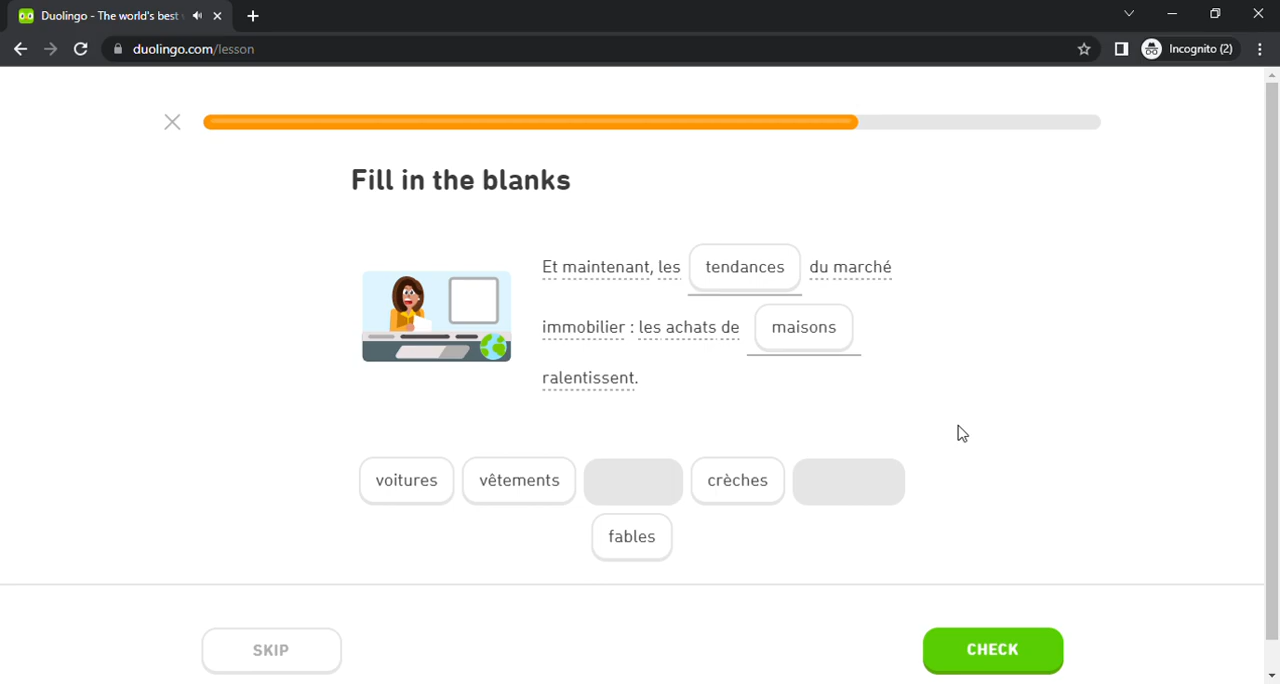 Duolingo - The world's best
duolingo.com/lesson
Incognito (2)
Fill in the blanks
Et maintenant, les tendances du marché
immobilier : les achats de maisons
ralentissent.
voitures vêtements crèches
fables
SKIP CHECK